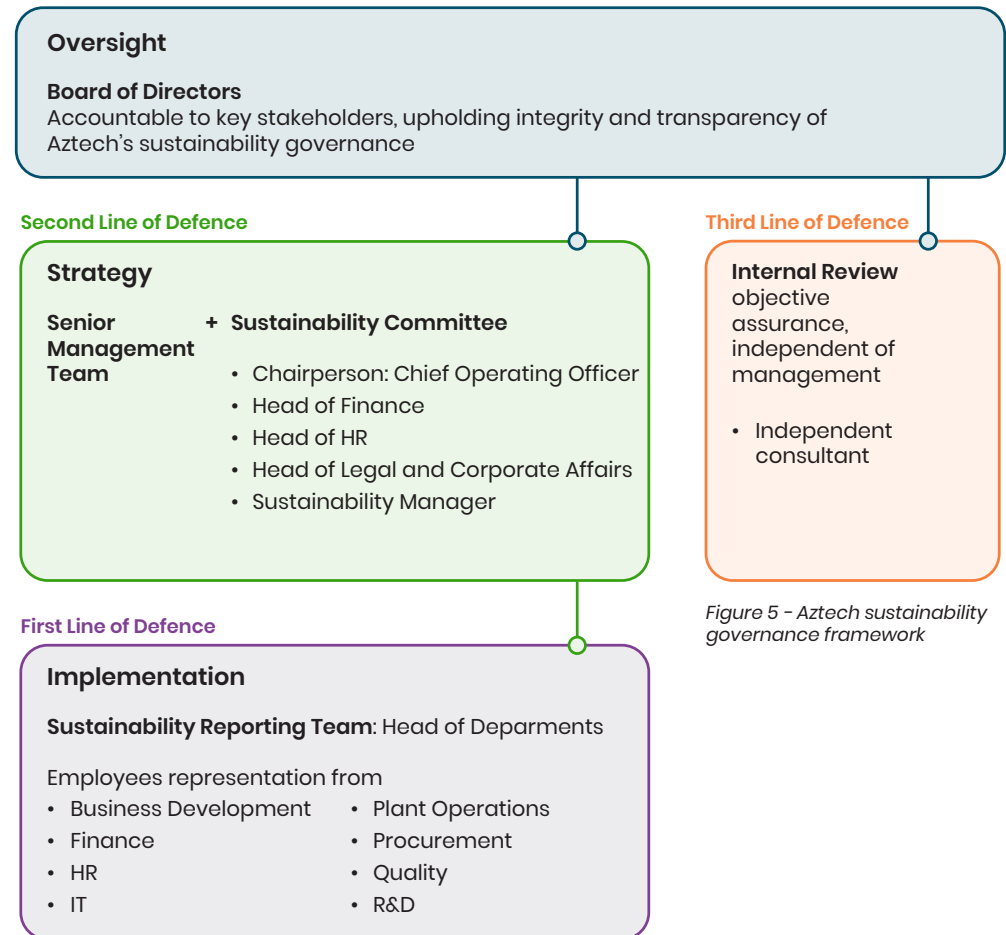 Oversight
Board of Directors
Accountable to key stakeholders, upholding integrity and transparency of
Aztech's sustainability governance
Second Line of Defence
Strategy
Senior
Management
Team
+ Sustainability Committee
• Chairperson: Chief Operating Officer
• Head of Finance
• Head of HR
• Head of Legal and Corporate Affairs
• Sustainability Manager
Third Line of Defence
Internal Review
objective
assurance,
independent of
management
• Independent
consultant
Figure 5 - Aztech sustainability
governance framework
First Line of Defence
Implementation
Sustainability Reporting Team: Head of Deparments
Employees representation from
• Business Development
• Finance
• HR
• IT
• Plant Operations
• Procurement
• Quality
• R&D